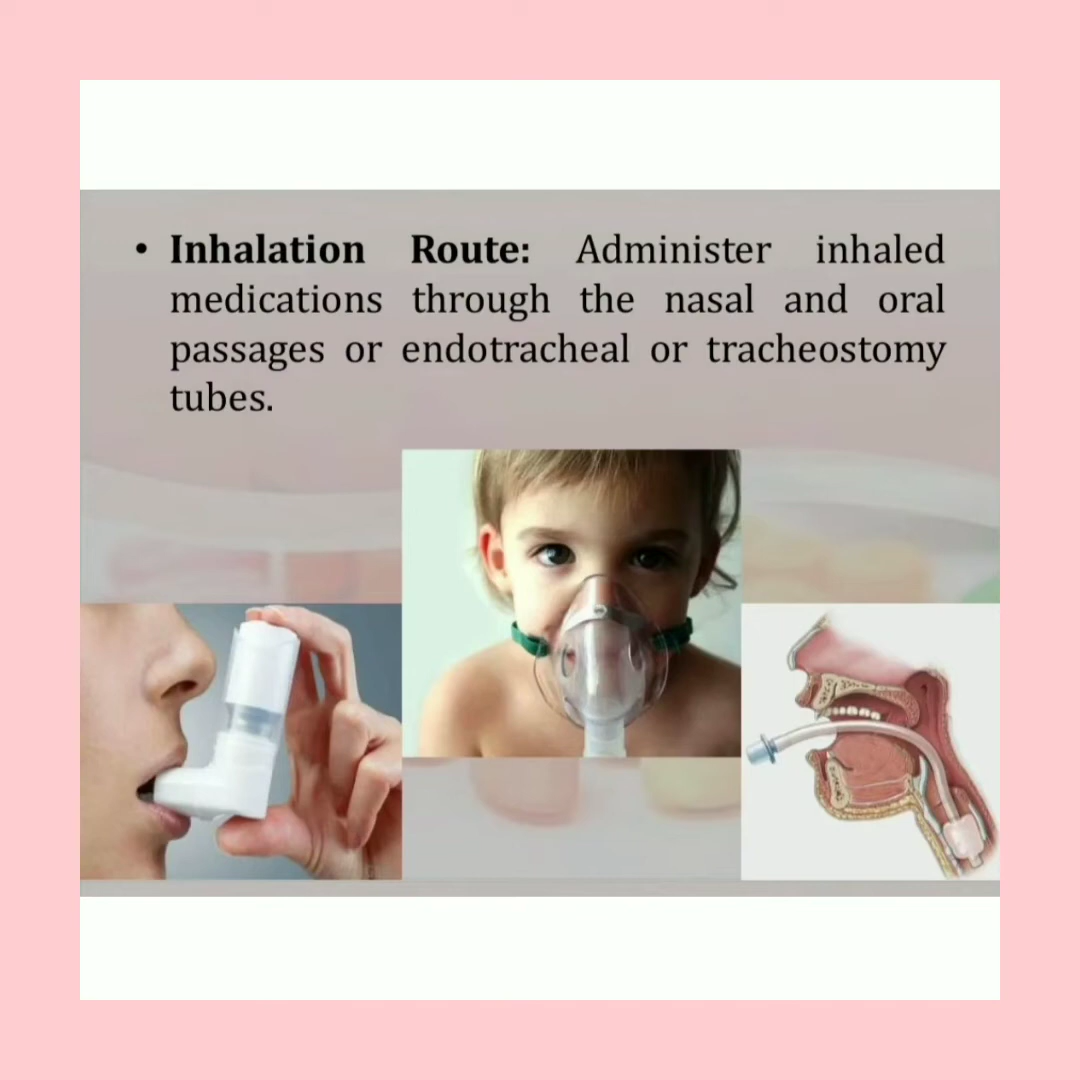 • Inhalation Route: Administer inhaled
medications through the nasal and oral
passages or endotracheal or tracheostomy
tubes.